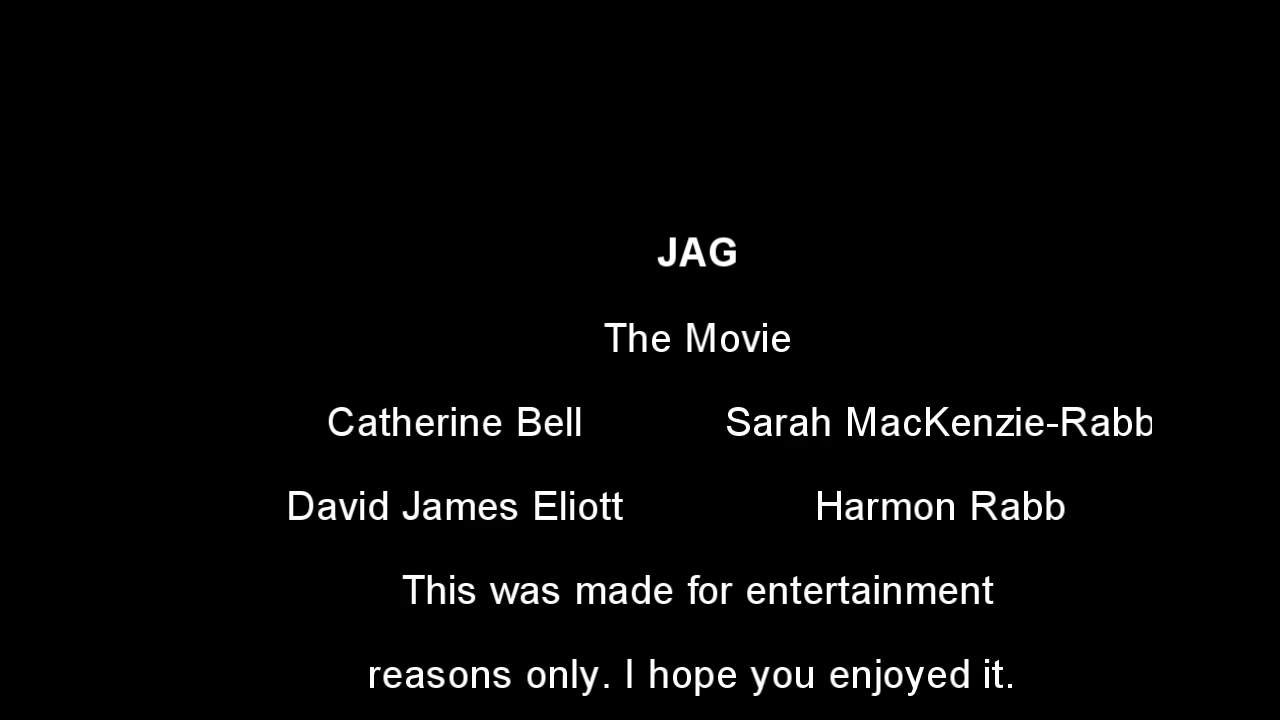 JAG
The Movie
Catherine Bell Sarah MacKenzie-Rabb
David James Eliott Harmon Rabb
This was made for entertainment
reasons only. I hope you enjoyed it.